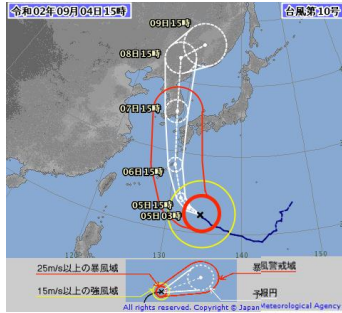 令和02年09月04日15時
台風第10号
09日15時
08日15時
07日15時
06日15時
05日15時
05日03時
120
130
140
150
25m/s以上の暴風域
暴風警戒域
15m/s以上の強風域
予報円
All rights reserved. Copyright © Japan Meteorological Agency